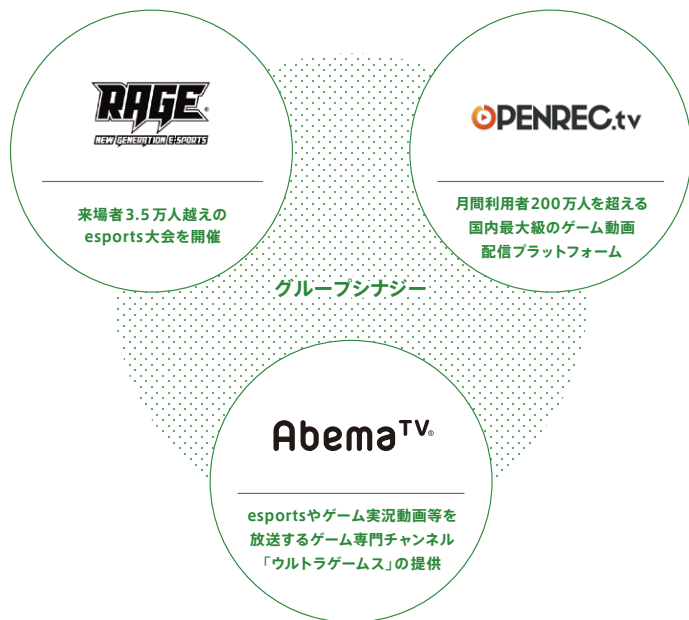 RAGE®
NEW GENERATION E-SPORTS
来場者3.5万人越えの
esports大会を開催
OPENREC.tv
月間利用者200万人を超える
国内最大級のゲーム動画
配信プラットフォーム
グループシナジー
AbemaTV®
esportsやゲーム実況動画等を
放送するゲーム専門チャンネル
「ウルトラゲームス」の提供